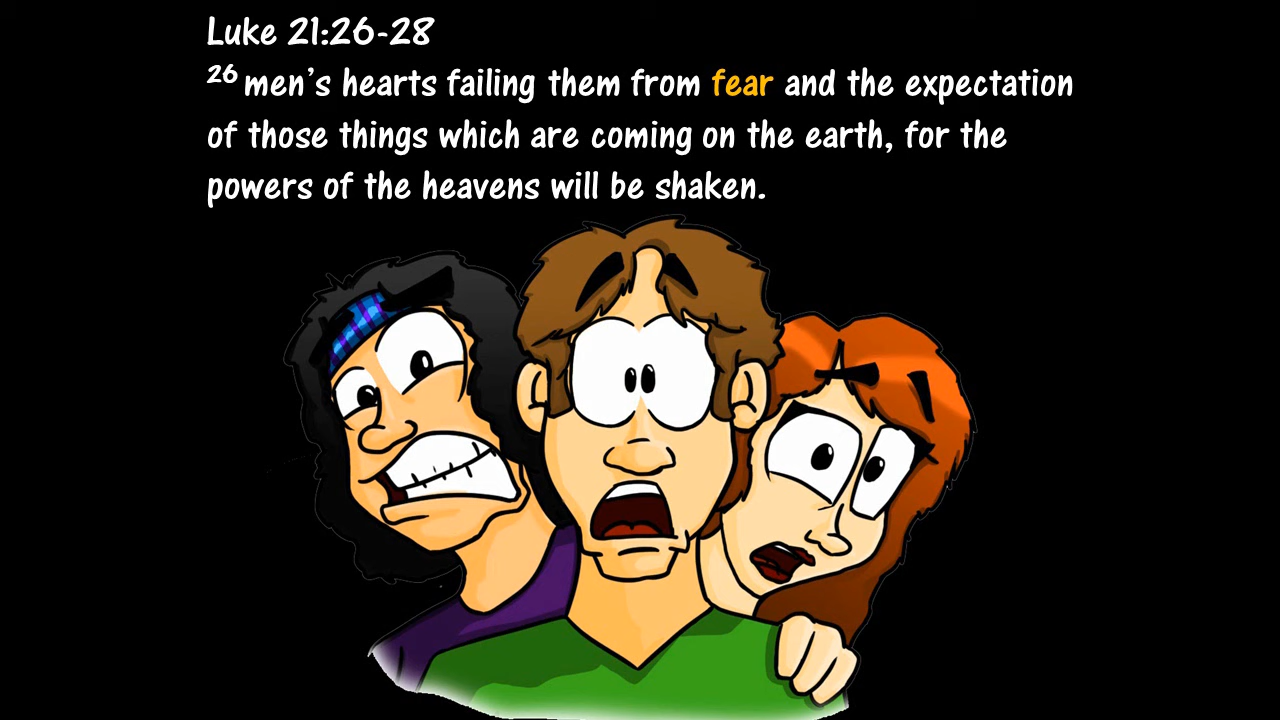 Luke 21:26-28
26 men’s hearts failing them from fear and the expectation
of those things which are coming on the earth, for the
powers of the heavens will be shaken.